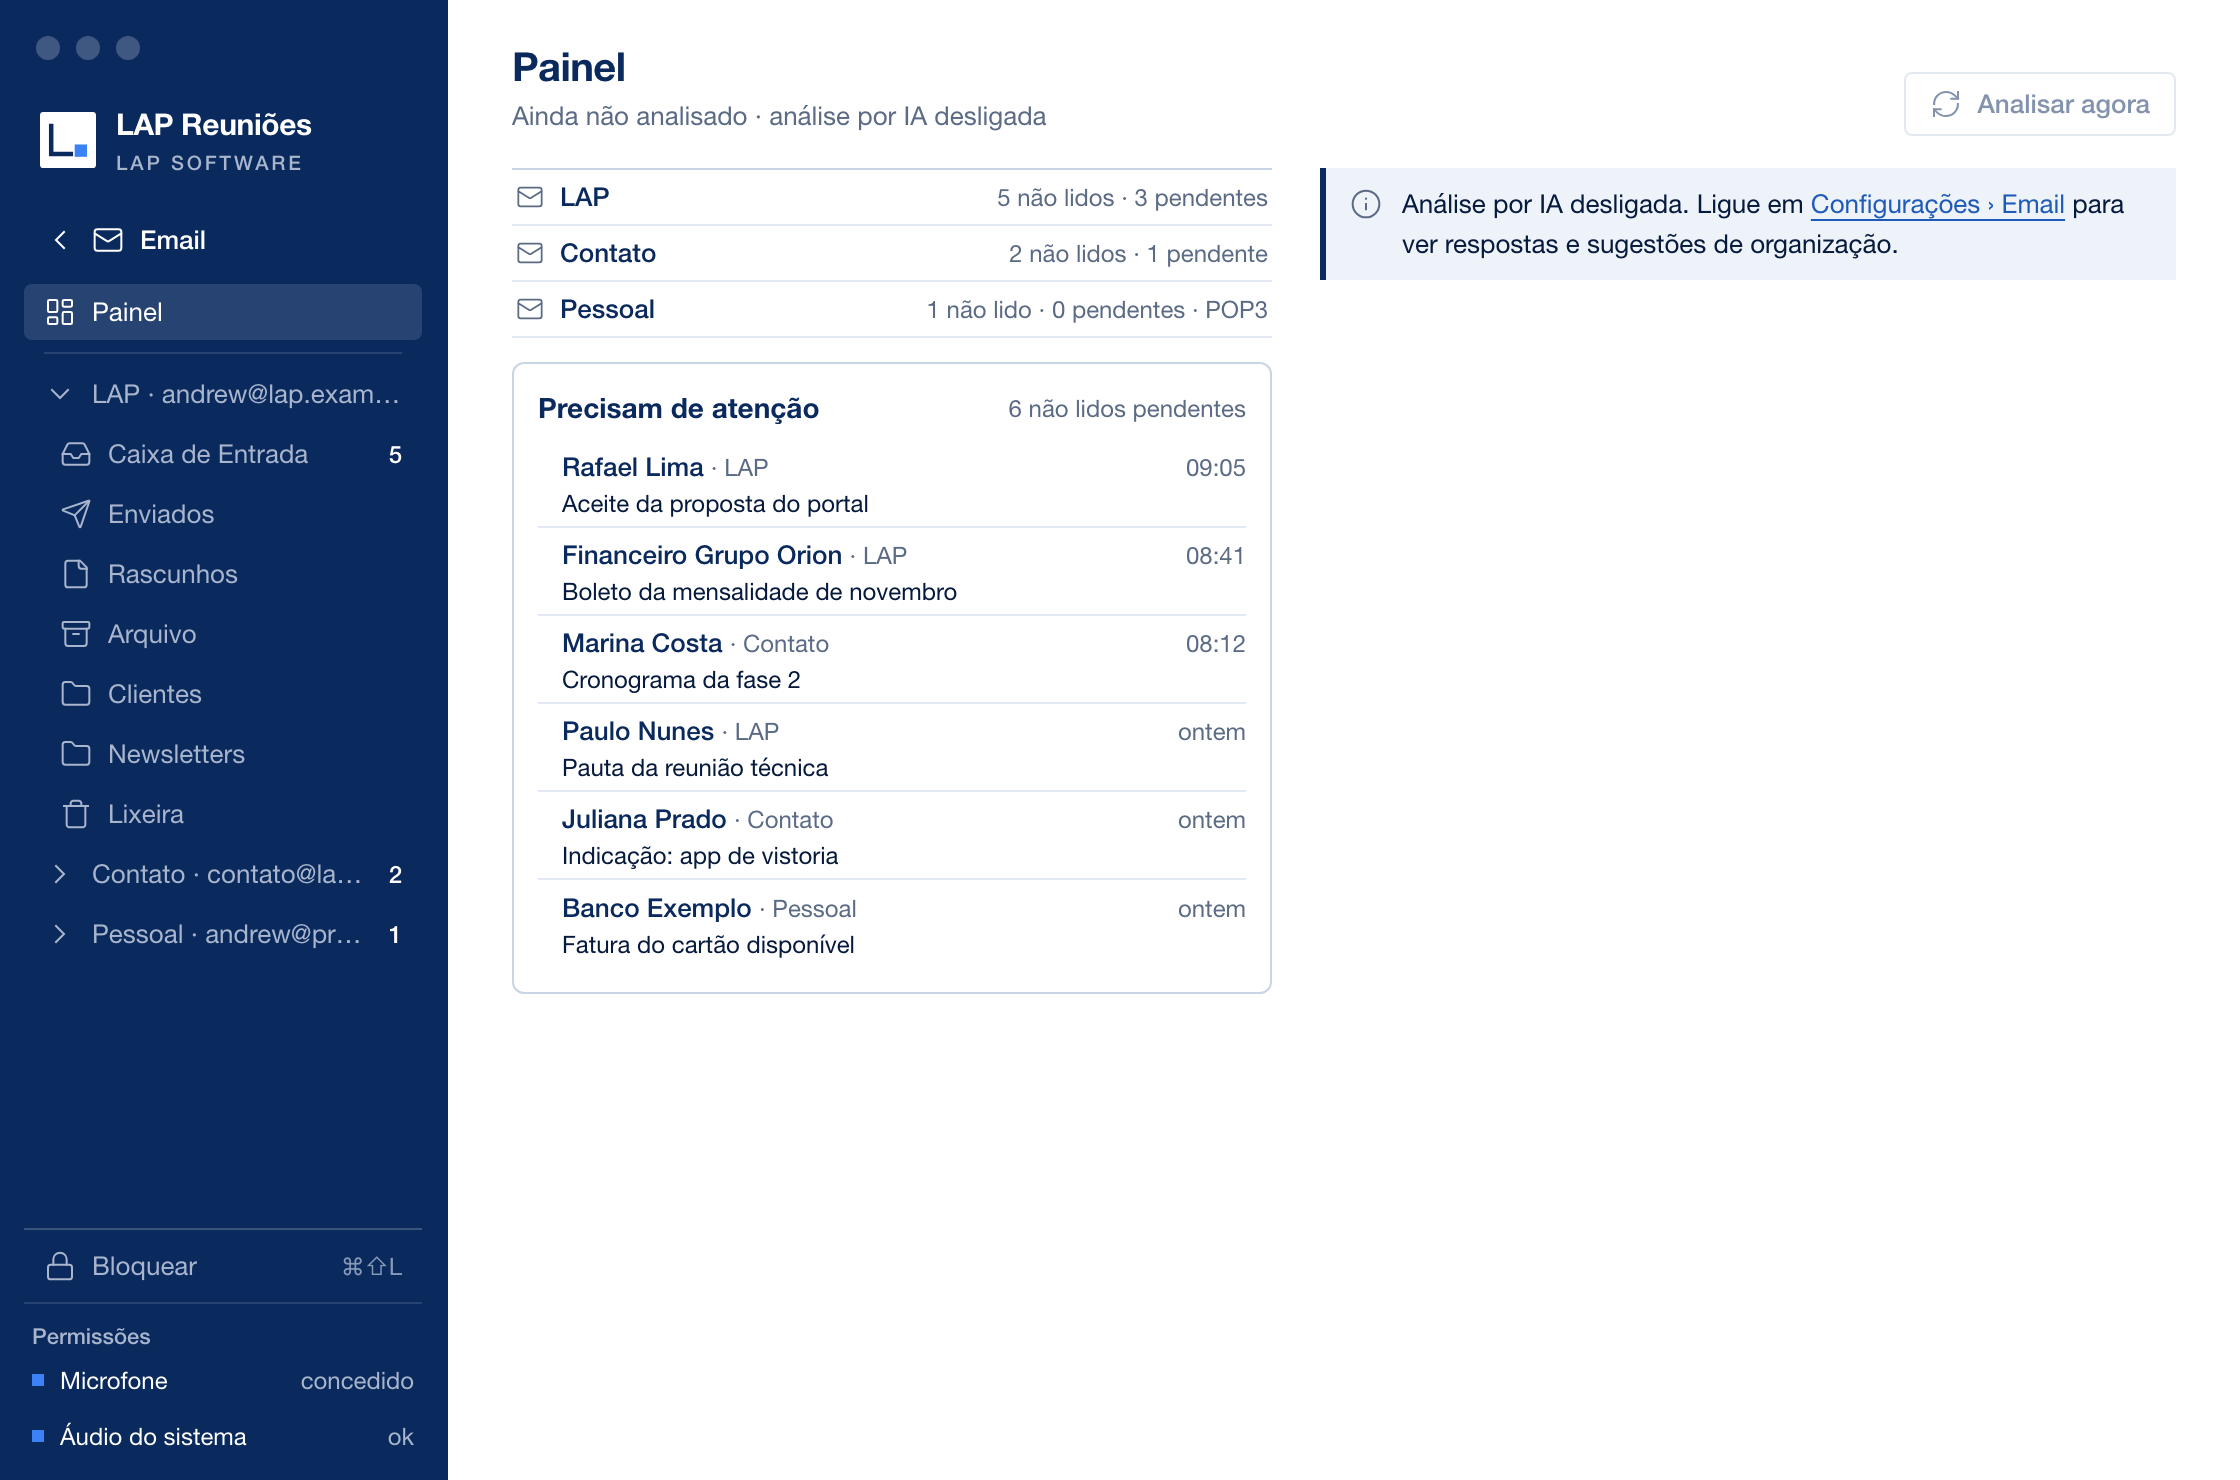 LAP Reuniões
LAP SOFTWARE
Email
Painel
LAP · andrew@lap.exam...
Caixa de Entrada 5
Enviados
Rascunhos
Arquivo
Clientes
Newsletters
Lixeira
Contato · contato@la... 2
Pessoal · andrew@pr... 1
Bloquear ⌘⇧L
Permissões
Microfone concedido
Áudio do sistema ok
Painel
Ainda não analisado · análise por IA desligada
Analisar agora
LAP 5 não lidos · 3 pendentes
Contato 2 não lidos · 1 pendente
Pessoal 1 não lido · 0 pendentes · POP3
Precisam de atenção 6 não lidos pendentes
Rafael Lima · LAP 09:05
Aceite da proposta do portal
Financeiro Grupo Orion · LAP 08:41
Boleto da mensalidade de novembro
Marina Costa · Contato 08:12
Cronograma da fase 2
Paulo Nunes · LAP ontem
Pauta da reunião técnica
Juliana Prado · Contato ontem
Indicação: app de vistoria
Banco Exemplo · Pessoal ontem
Fatura do cartão disponível
Análise por IA desligada. Ligue em Configurações › Email para
ver respostas e sugestões de organização.